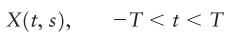 X(t, s),    −T < t < T